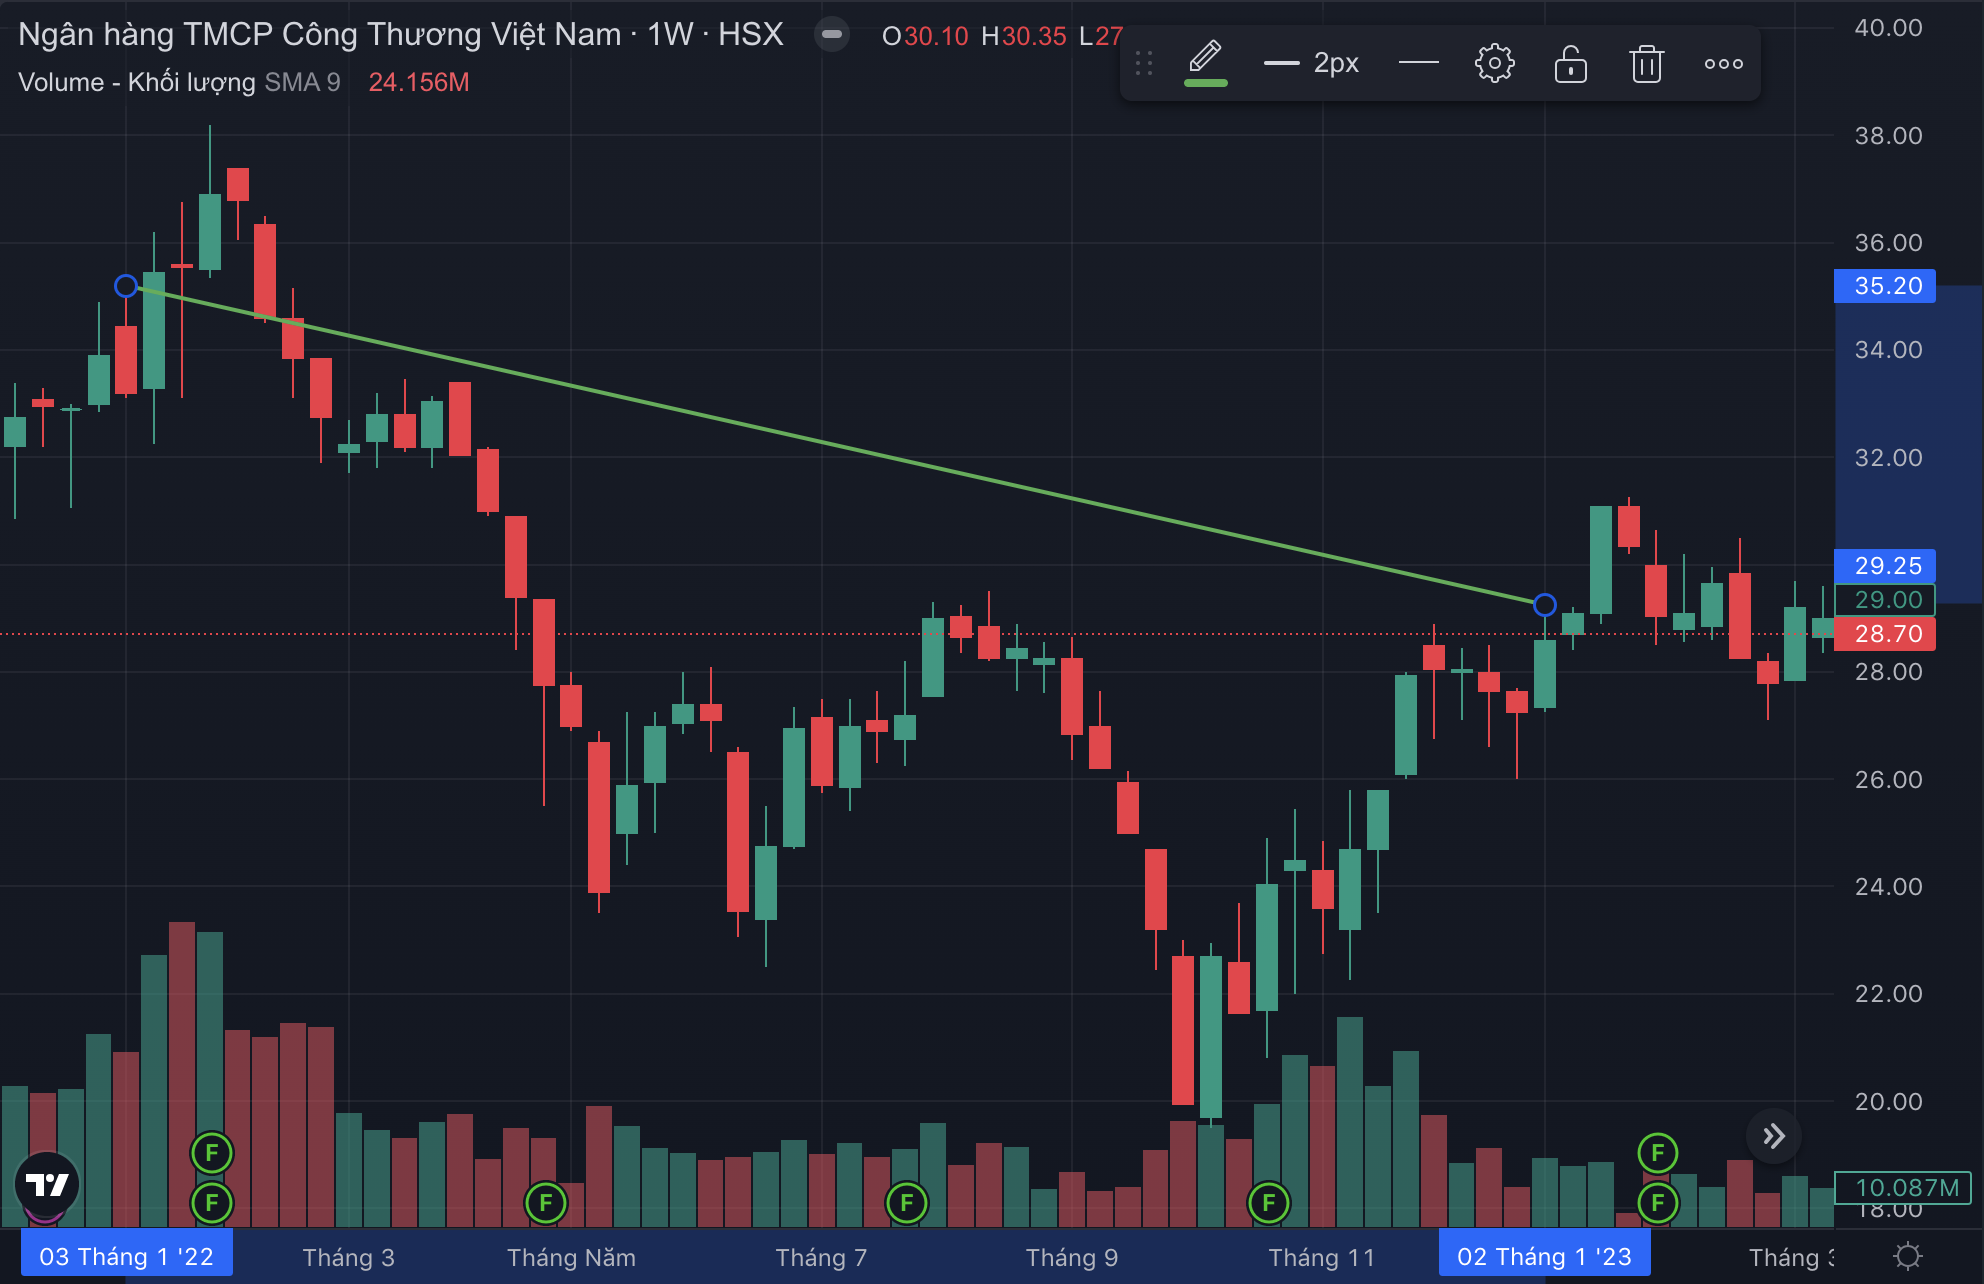 Ngân hàng TMCP Công Thương Việt Nam · 1W · HSX O30.10 H30.35 L27
Volume - Khối lượng SMA 9 24.156M
2px
40.00
38.00
36.00
35.20
34.00
32.00
29.25
29.00
28.70
28.00
26.00
24.00
22.00
20.00
10.087M
18.00
F
F
F
F
F
F
F
03 Tháng 1 '22 Tháng 3 Tháng Năm Tháng 7 Tháng 9 Tháng 11 02 Tháng 1 '23 Tháng